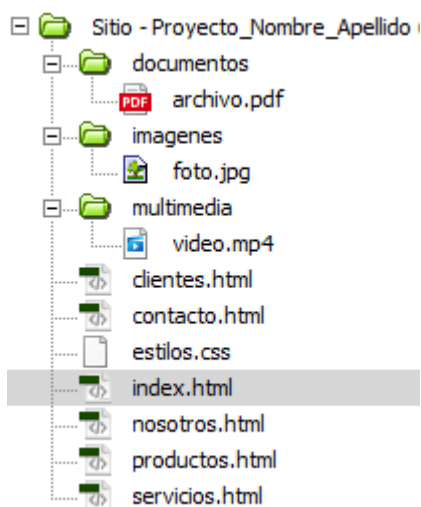 Sitio - Proyecto_Nombre_Apellido (
documentos
PDF archivo.pdf
imagenes
foto.jpg
multimedia
video.mp4
clientes.html
contacto.html
estilos.css
index.html
nosotros.html
productos.html
servicios.html